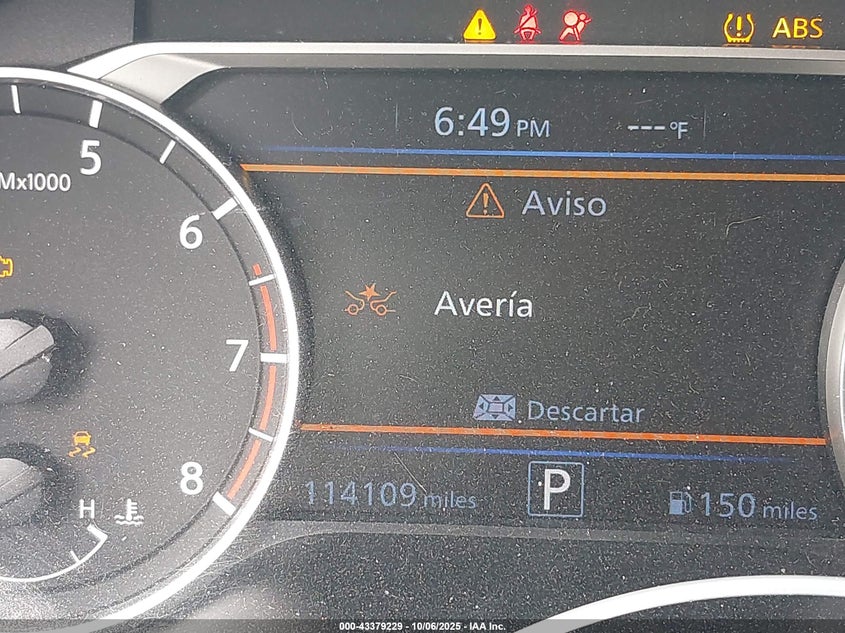 ABS
6:49 PM
---°F
5
Mx1000
Aviso
6
Avería
7
Descartar
8
114109 miles
P
150 miles
H
000-43379229 - 10/06/2025 - IAA Inc.